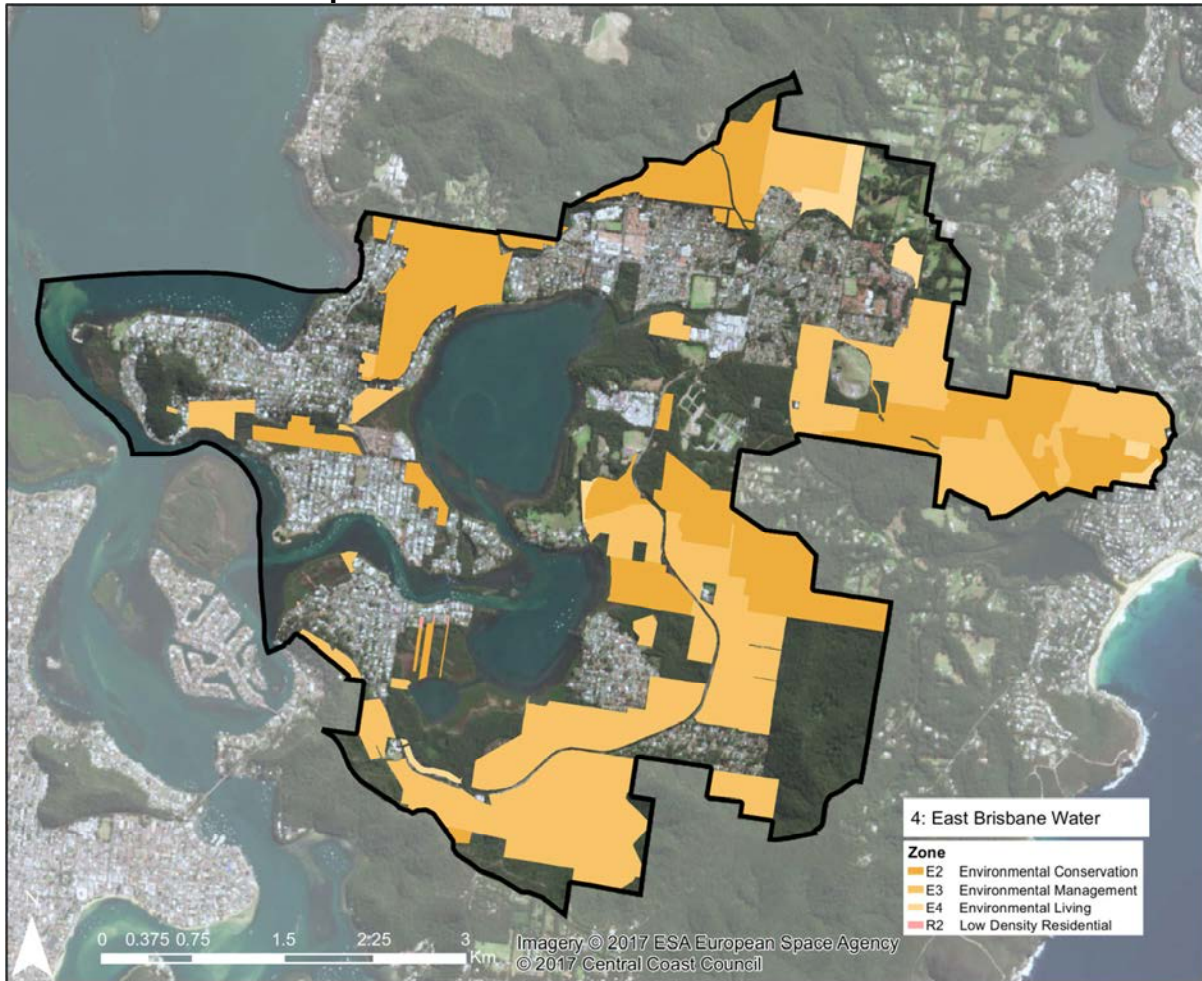 4: East Brisbane Water
Zone
E2 Environmental Conservation
E3 Environmental Management
E4 Environmental Living
R2 Low Density Residential
N
0 0.375 0.75 1.5 2.25 3
Km
Imagery © 2017 ESA European Space Agency
© 2017 Central Coast Council